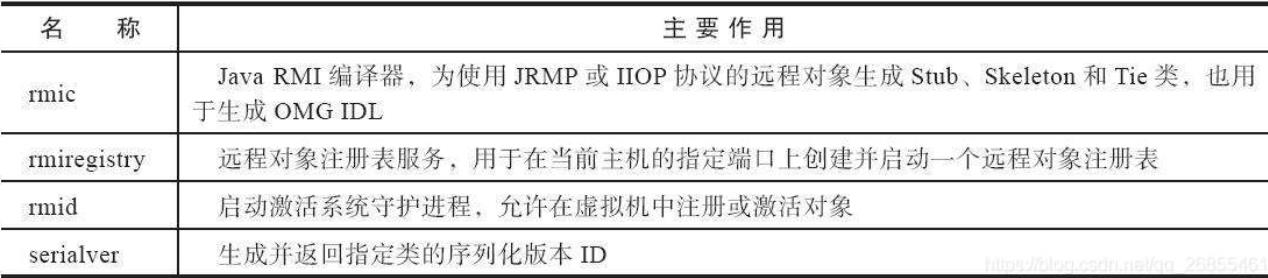 名 称 主要作用
rmic Java RMI 编译器，为使用 JRMP 或 IIOP 协议的远程对象生成 Stub、Skeleton 和 Tie 类，也用
于生成 OMG IDL
rmiregistry 远程对象注册表服务，用于在当前主机的指定端口上创建并启动一个远程对象注册表
rmid 启动激活系统守护进程，允许在虚拟机中注册或激活对象
serialver 生成并返回指定类的序列化版本 ID
https://blog.csdn.net/qq_26855461